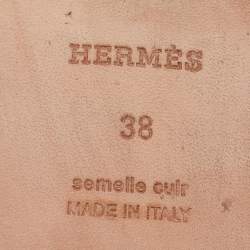 HERMÈS
38
semelle cuir
MADE IN ITALY